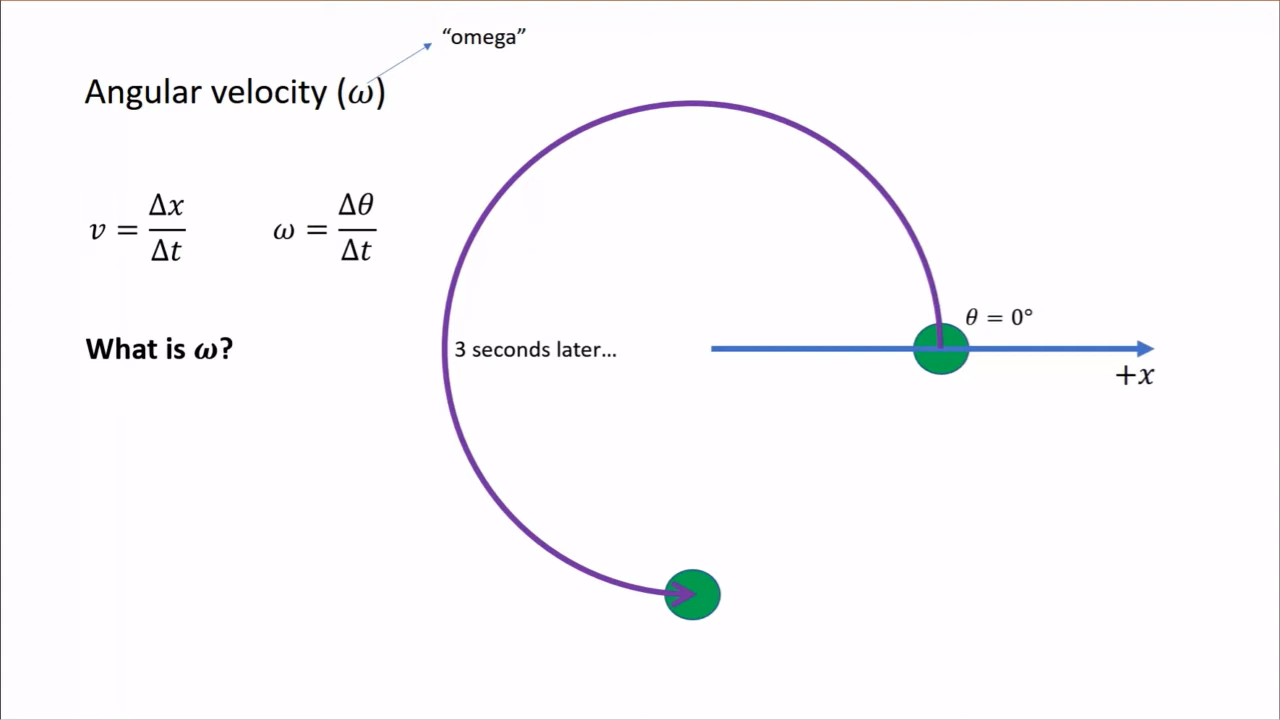 “omega”
Angular velocity (ω)
v = Δx/Δt
ω = Δθ/Δt
θ = 0°
What is ω?
3 seconds later…
+x